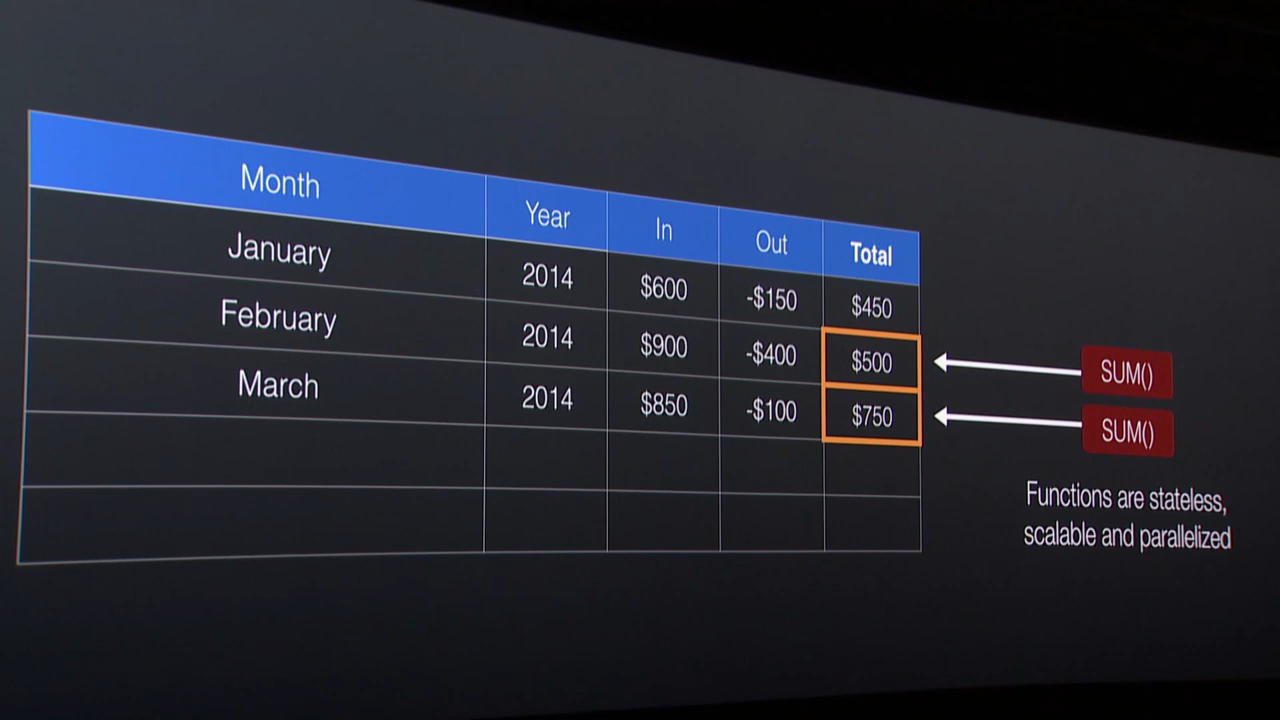 Month Year In Out Total
January 2014 $600 -$150 $450
February 2014 $900 -$400 $500
March 2014 $850 -$100 $750
SUM()
SUM()
Functions are stateless,
scalable and parallelized